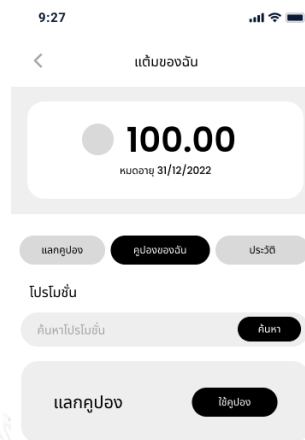 9:27
แต้มของฉัน
100.00
หมดอายุ 31/12/2022
แลกคูปอง
คูปองของฉัน
ประวัติ
โปรโมชั่น
ค้นหาโปรโมชั่น
ค้นหา
แลกคูปอง
ใช้คูปอง